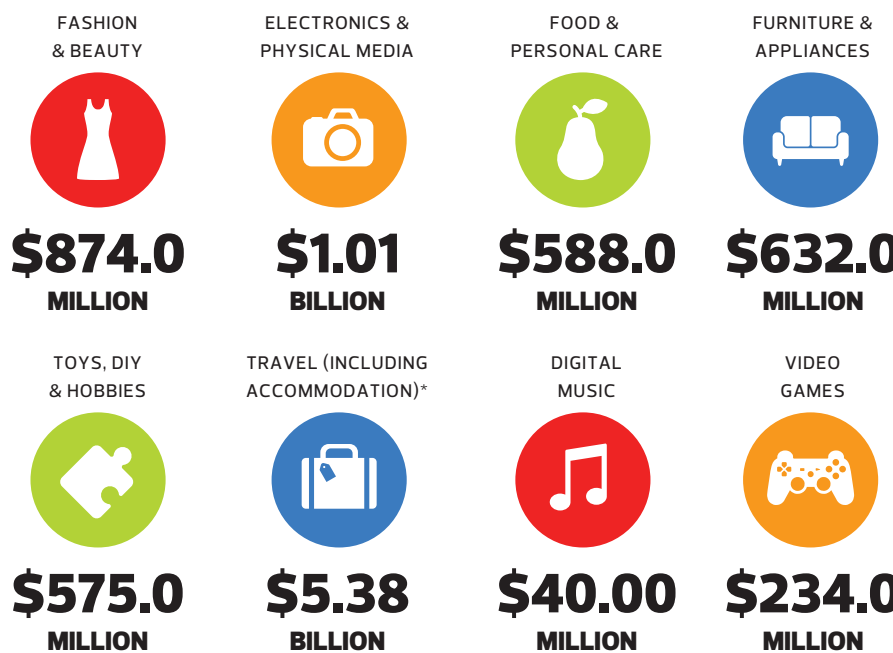 FASHION
& BEAUTY
ELECTRONICS &
PHYSICAL MEDIA
FOOD &
PERSONAL CARE
FURNITURE &
APPLIANCES
$874.0
MILLION
$1.01
BILLION
$588.0
MILLION
$632.0
MILLION
TOYS, DIY
& HOBBIES
TRAVEL (INCLUDING
ACCOMMODATION)*
DIGITAL
MUSIC
VIDEO
GAMES
$575.0
MILLION
$5.38
BILLION
$40.00
MILLION
$234.0
MILLION